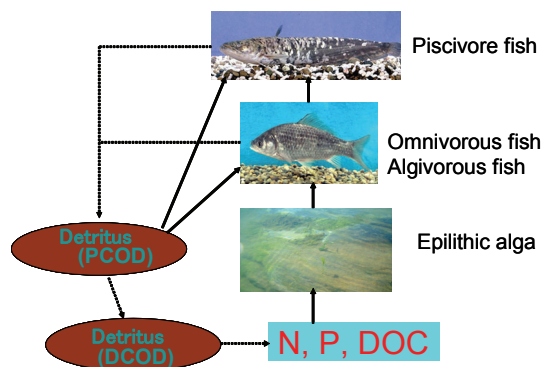 Piscivore fish
Omnivorous fish
Algivorous fish
Epilithic alga
Detritus
(PCOD)
Detritus
(DCOD)
N, P, DOC